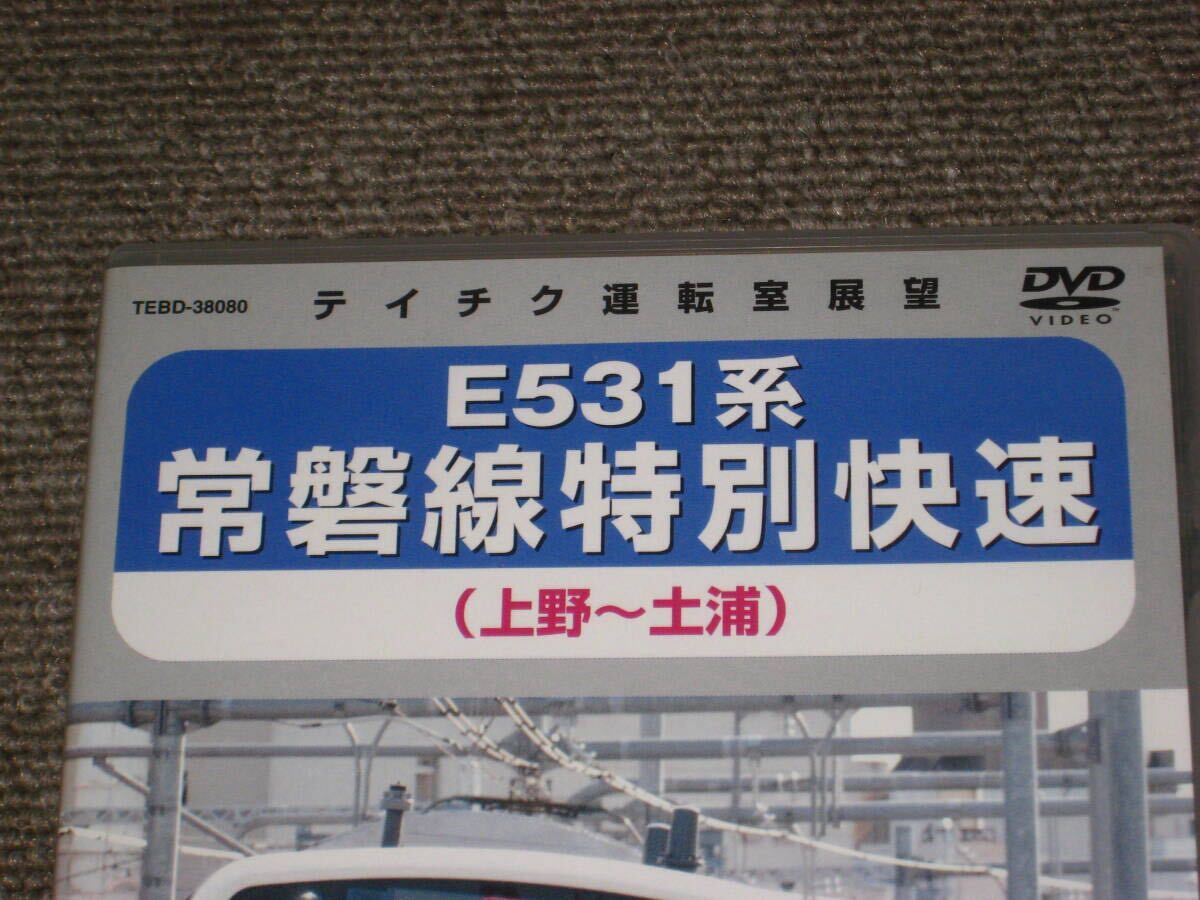 TEBD-38080 テイチク運転室展望 DVD
VIDEO™
E531系
常磐線特別快速
（上野～土浦）